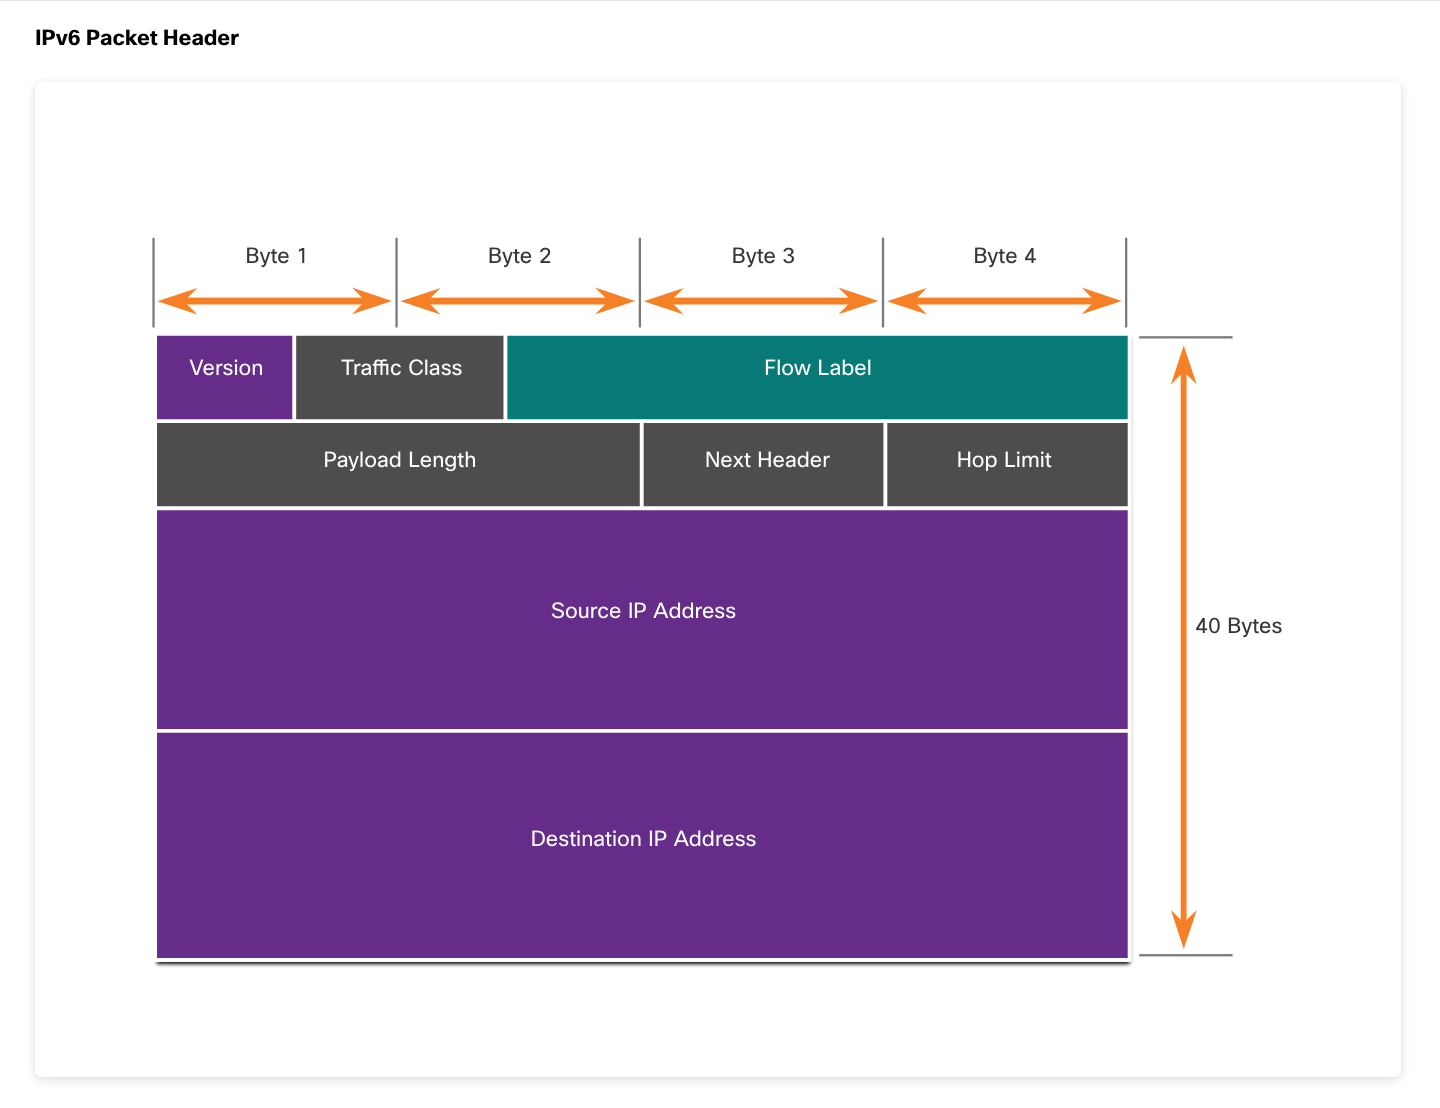 IPv6 Packet Header
Byte 1
Byte 2
Byte 3
Byte 4
Version
Traffic Class
Flow Label
Payload Length
Next Header
Hop Limit
Source IP Address
40 Bytes
Destination IP Address